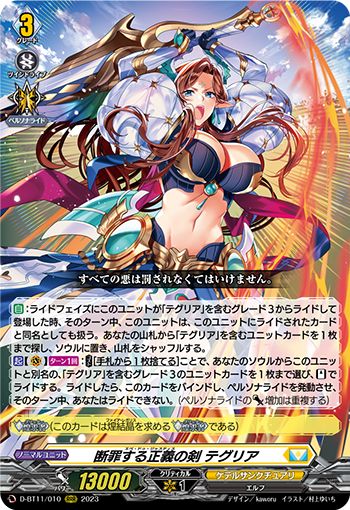 3
グレード
ツインドライブ
ペルソナライド
すべての悪は罰されなくてはいけません。
:ライドフェイズにこのユニットが「テグリア」を含むグレード3からライドして
登場した時、そのターン中、このユニットは、このユニットにライドされたカード
と同名としても扱う。あなたの山札から「テグリア」を含むユニットカードを1枚
まで探し、ソウルに置き、山札をシャッフルする。
起【】ターン1回:【手札から1枚捨てる】ことで、あなたのソウルからこのユニッ
トと別名の、「テグリア」を含むグレード3のユニットカードを1枚まで選び、
でライドする。ライドしたら、このカードをバインドし、ペルソナライドを発動させ、
そのターン中、あなたはライドできない。(ペルソナライドの増加は重複する)
(このカードは煌結晶を求める である)
ノーマルユニット
断罪する正義の剣 テグリア
D-BT11/010 RRR 2023
パワー 13000
クリティカル
1
ケテルサンクチュアリ
エルフ
デザイン/kaworu イラスト/村上ゆいち